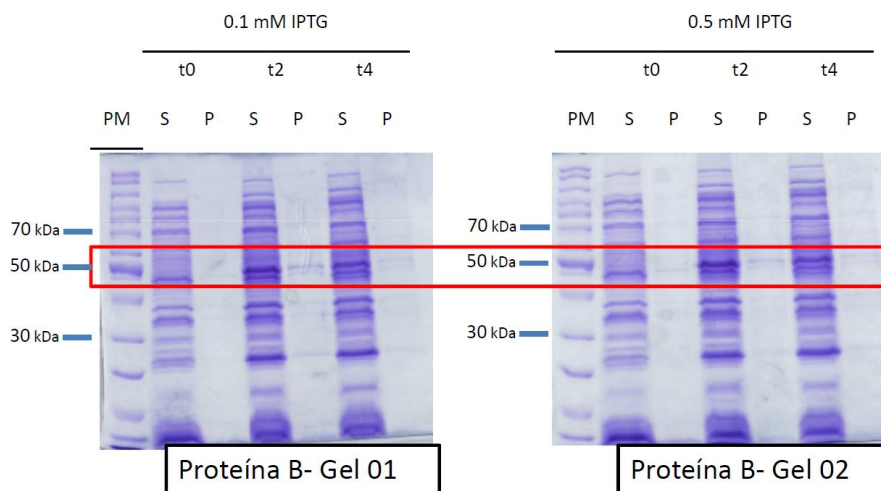 0.1 mM IPTG
t0 t2 t4
PM S P S P S P
70 kDa
50 kDa
30 kDa
Proteína B- Gel 01
0.5 mM IPTG
t0 t2 t4
PM S P S P S P
70 kDa
50 kDa
30 kDa
Proteína B- Gel 02